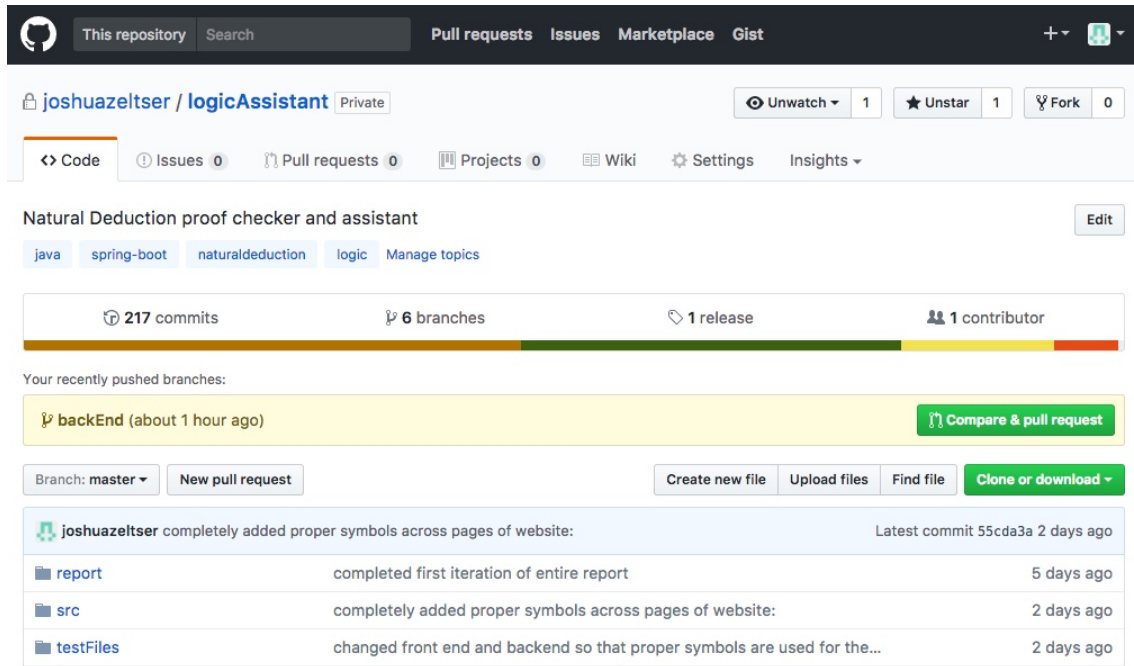 This repository Search Pull requests Issues Marketplace Gist
joshuazeltser / logicAssistant Private Unwatch 1 Unstar 1 Fork 0
<> Code Issues 0 Pull requests 0 Projects 0 Wiki Settings Insights
Natural Deduction proof checker and assistant Edit
java spring-boot naturaldeduction logic Manage topics
217 commits 6 branches 1 release 1 contributor
Your recently pushed branches:
backEnd (about 1 hour ago) Compare & pull request
Branch: master New pull request Create new file Upload files Find file Clone or download
joshuazeltser completely added proper symbols across pages of website: Latest commit 55cda3a 2 days ago
report completed first iteration of entire report 5 days ago
src completely added proper symbols across pages of website: 2 days ago
testFiles changed front end and backend so that proper symbols are used for the... 2 days ago